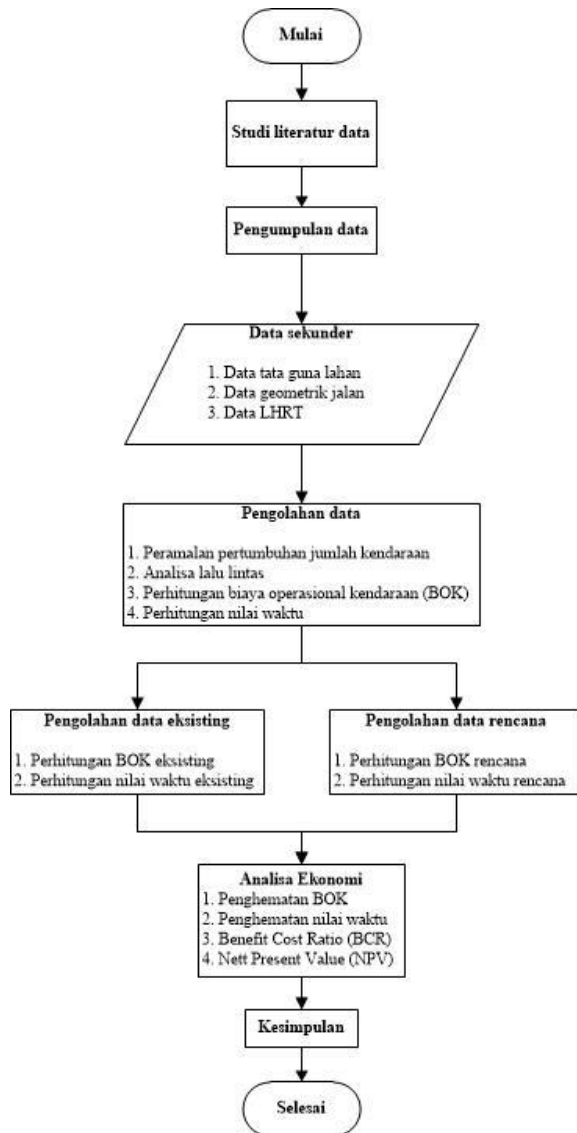 Mulai
Studi literatur data
Pengumpulan data
Data sekunder
1. Data tata guna lahan
2. Data geometrik jalan
3. Data LHRT
Pengolahan data
1. Peramalan pertumbuhan jumlah kendaraan
2. Analisa lalu lintas
3. Perhitungan biaya operasional kendaraan (BOK)
4. Perhitungan nilai waktu
Pengolahan data eksisting
1. Perhitungan BOK eksisting
2. Perhitungan nilai waktu eksisting
Pengolahan data rencana
1. Perhitungan BOK rencana
2. Perhitungan nilai waktu rencana
Analisa Ekonomi
1. Penghematan BOK
2. Penghematan nilai waktu
3. Benefit Cost Ratio (BCR)
4. Nett Present Value (NPV)
Kesimpulan
Selesai